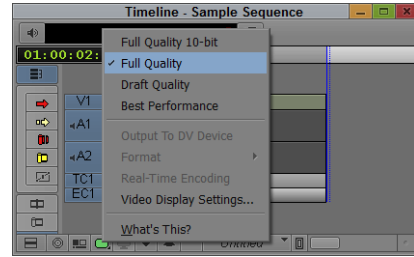 Timeline - Sample Sequence
Full Quality 10-bit
01:00:02:
✓ Full Quality
Draft Quality
V1
Best Performance
A1
Output To DV Device
A2
Format
TC1
Real-Time Encoding
EC1
Video Display Settings...
What's This?
Untitled